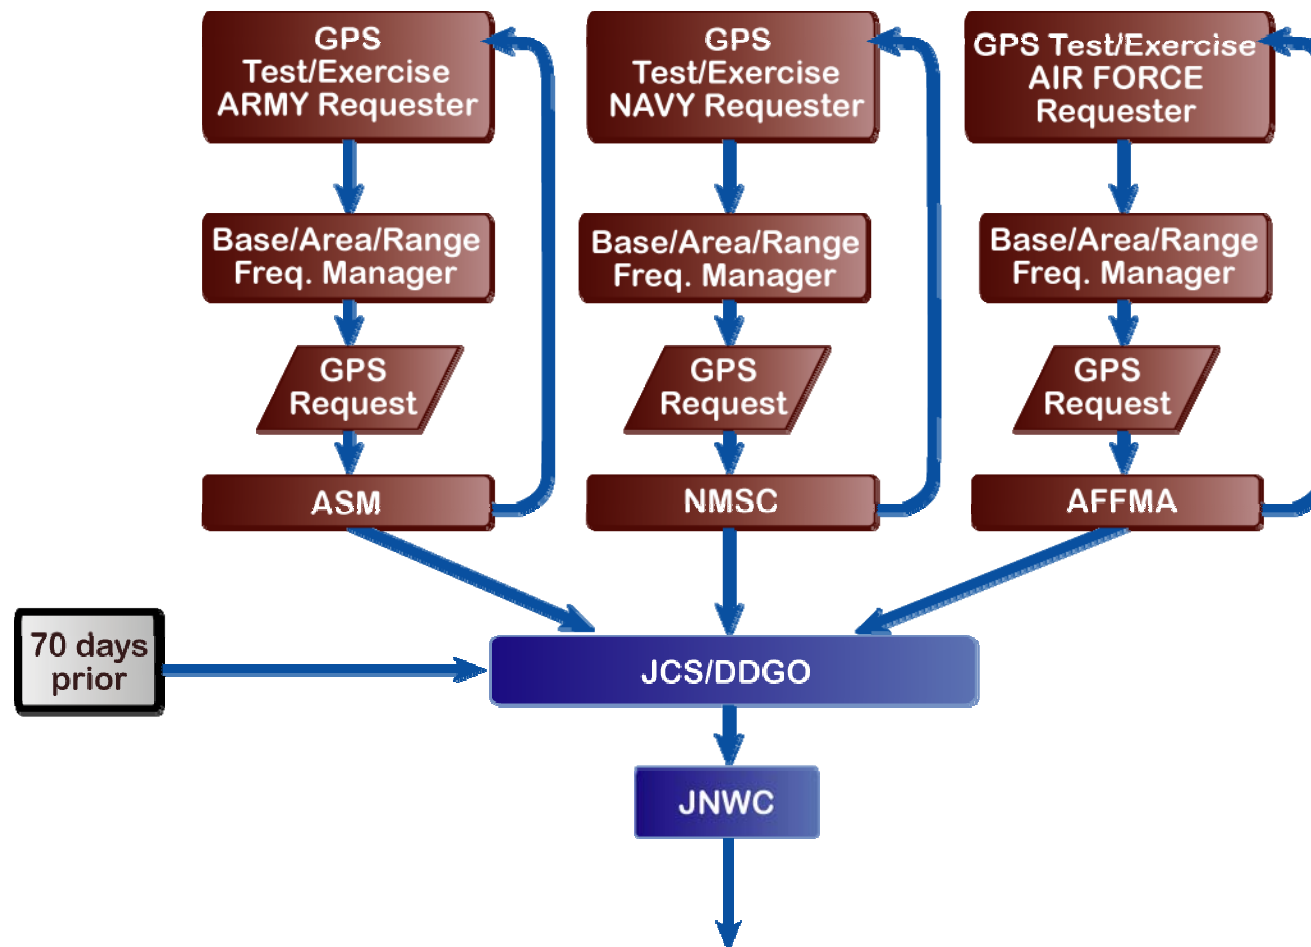 GPS
Test/Exercise
ARMY Requester
GPS
Test/Exercise
NAVY Requester
GPS Test/Exercise
AIR FORCE
Requester
Base/Area/Range
Freq. Manager
Base/Area/Range
Freq. Manager
Base/Area/Range
Freq. Manager
GPS
Request
GPS
Request
GPS
Request
ASM
NMSC
AFFMA
70 days
prior
JCS/DDGO
JNWC